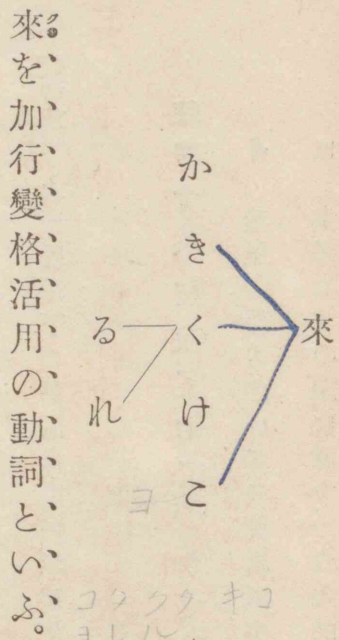 來
かきくけこ
るれ
來を加行變格活用の動詞といふ。
ク
ヨ